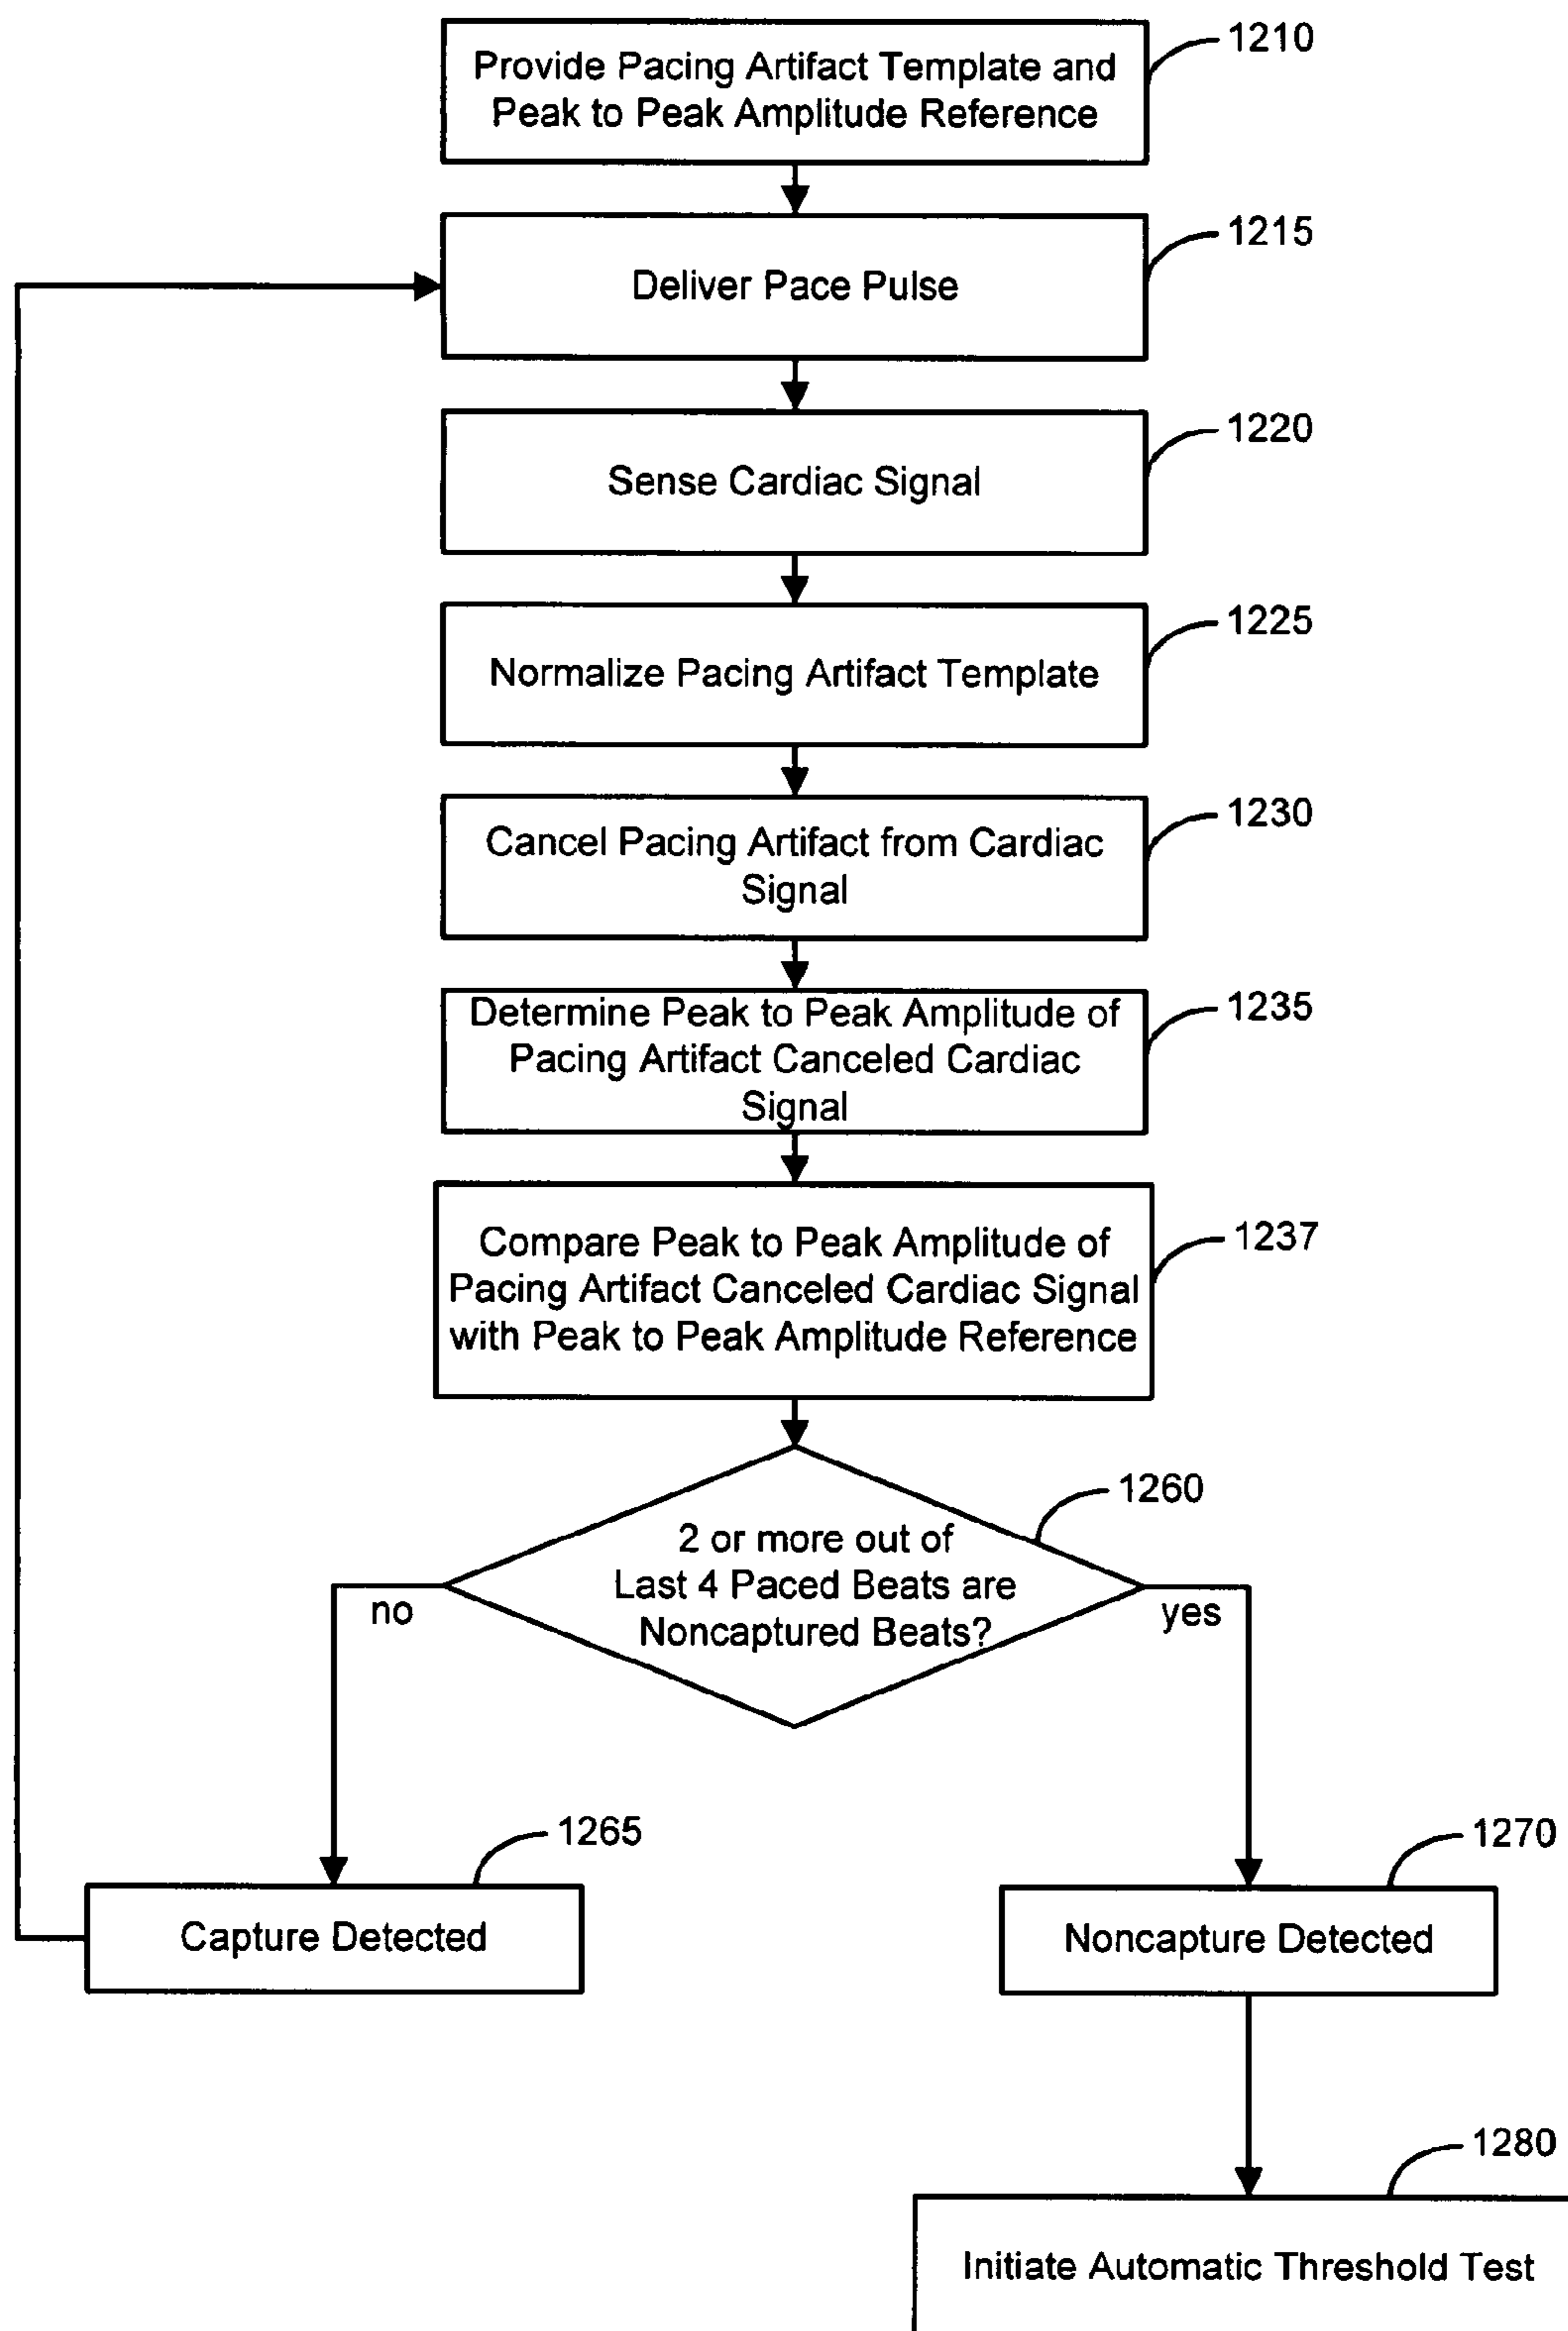 Provide Pacing Artifact Template and
Peak to Peak Amplitude Reference
1210
Deliver Pace Pulse
1215
Sense Cardiac Signal
1220
Normalize Pacing Artifact Template
1225
Cancel Pacing Artifact from Cardiac
Signal
1230
Determine Peak to Peak Amplitude of
Pacing Artifact Canceled Cardiac
Signal
1235
Compare Peak to Peak Amplitude of
Pacing Artifact Canceled Cardiac Signal
with Peak to Peak Amplitude Reference
1237
2 or more out of
Last 4 Paced Beats are
Noncaptured Beats?
1260
no
yes
Capture Detected
1265
Noncapture Detected
1270
Initiate Automatic Threshold Test
1280